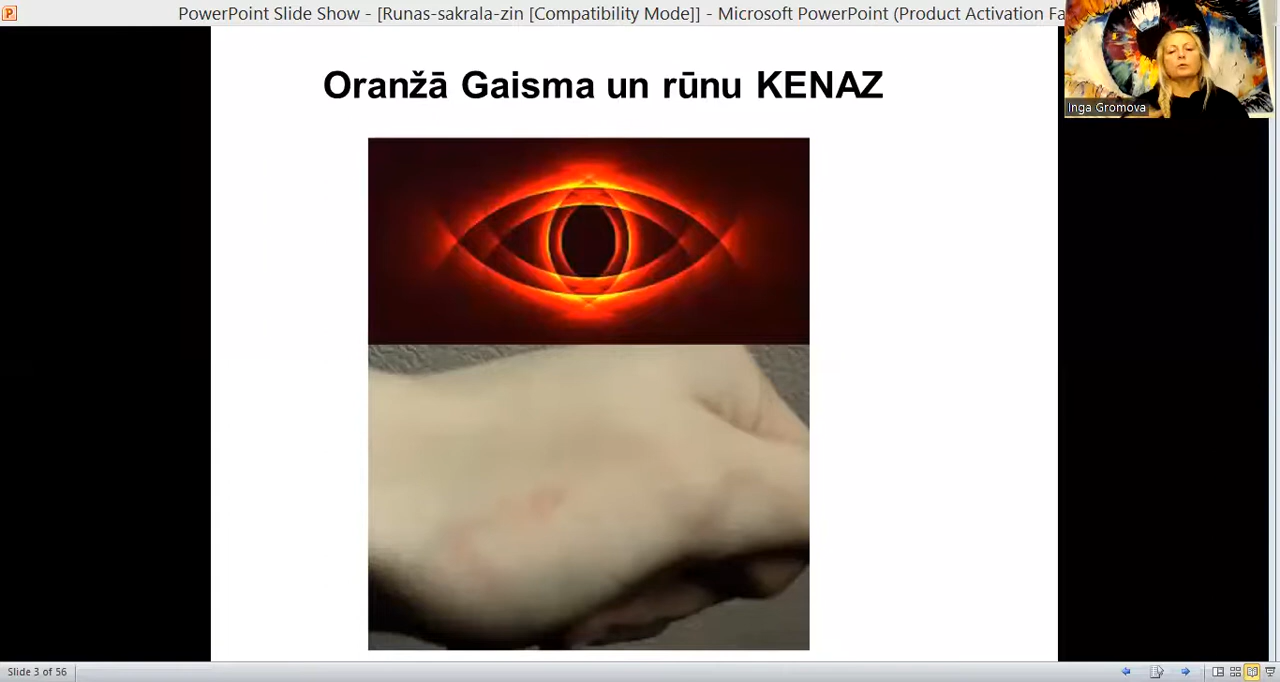 PowerPoint Slide Show - [Runas-sakrala-zin [Compatibility Mode]] - Microsoft PowerPoint (Product Activation Fa
Inga Gromova
Oranžā Gaisma un rūnu KENAZ
Slide 3 of 56